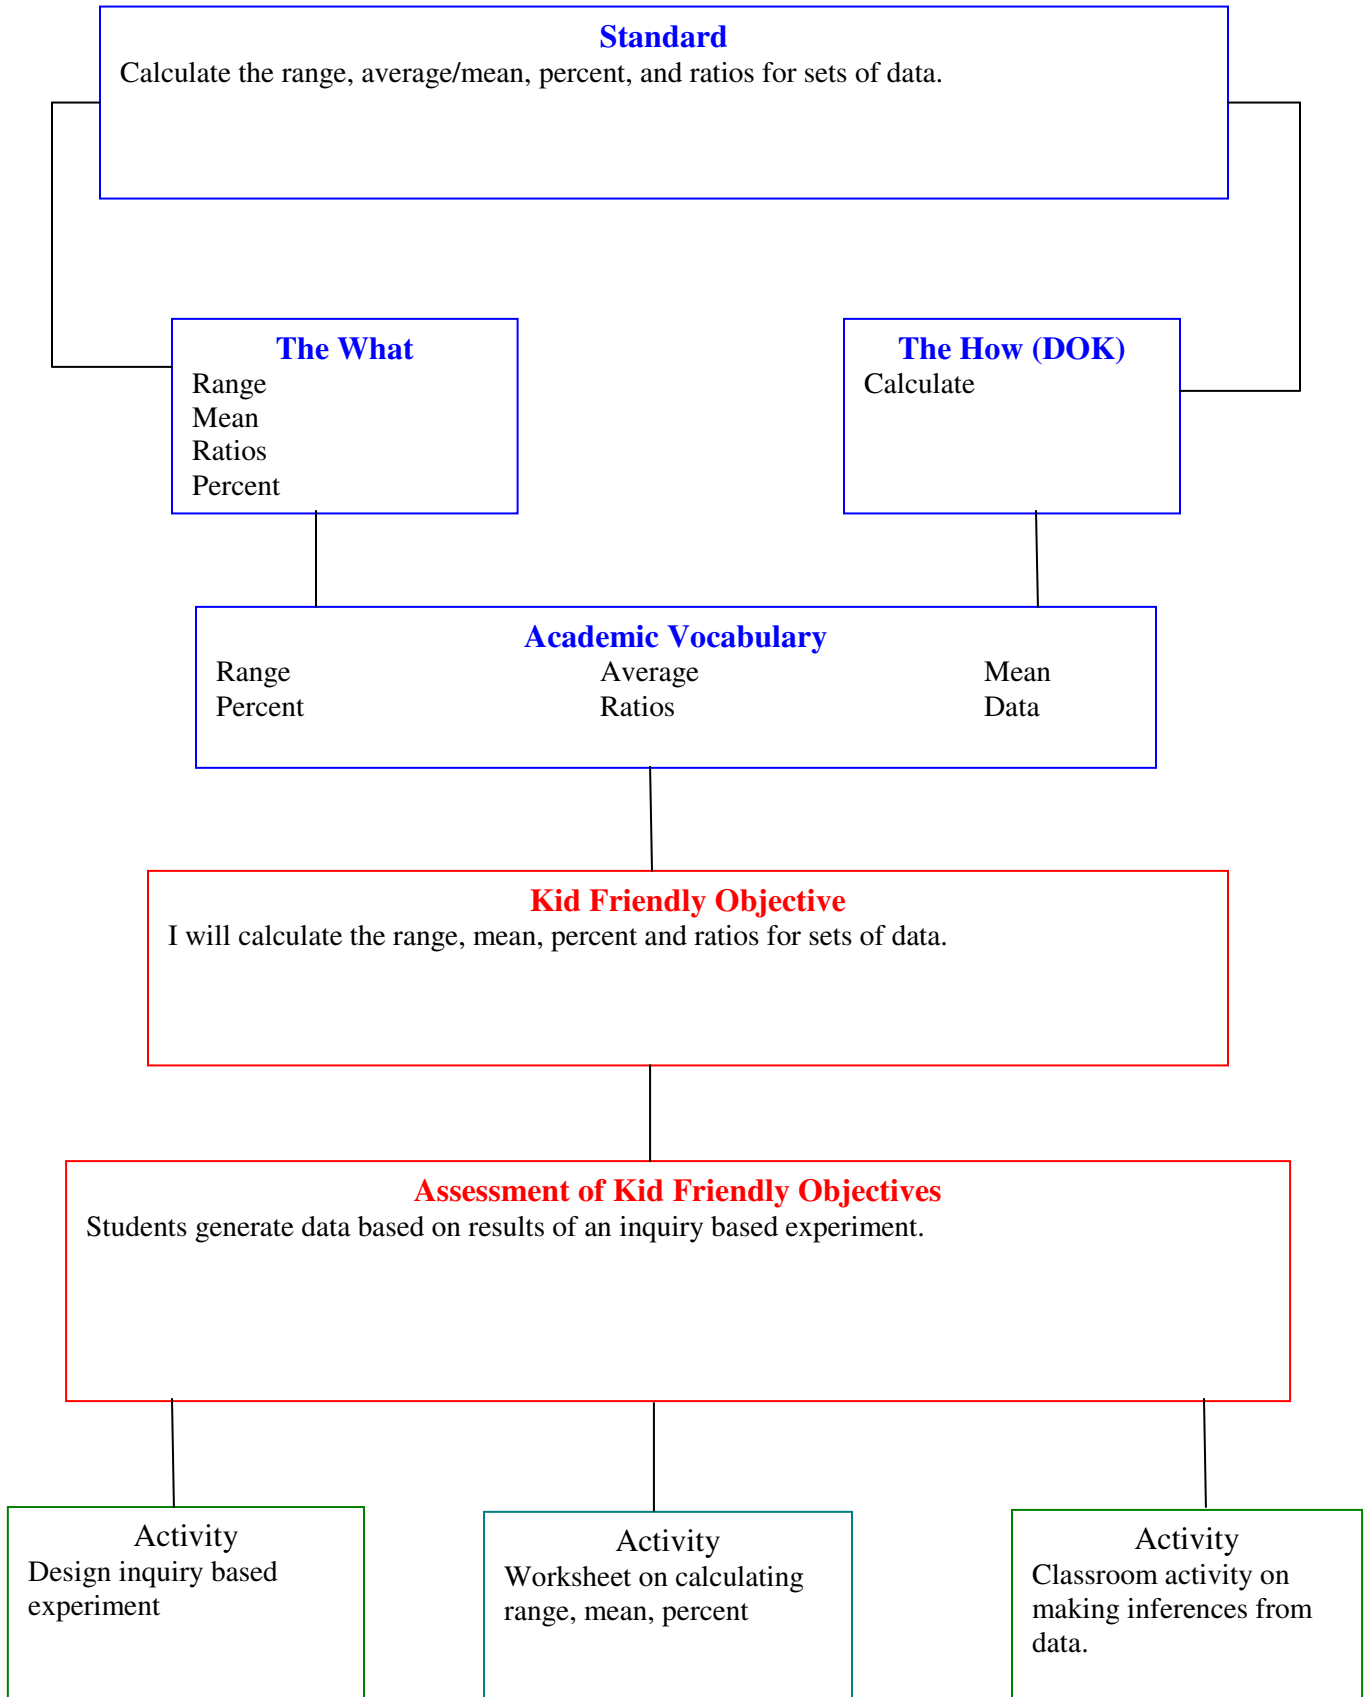 Standard
Calculate the range, average/mean, percent, and ratios for sets of data.
The What
Range
Mean
Ratios
Percent
The How (DOK)
Calculate
Academic Vocabulary
Range Average Mean
Percent Ratios Data
Kid Friendly Objective
I will calculate the range, mean, percent and ratios for sets of data.
Assessment of Kid Friendly Objectives
Students generate data based on results of an inquiry based experiment.
Activity
Design inquiry based
experiment
Activity
Worksheet on calculating
range, mean, percent
Activity
Classroom activity on
making inferences from
data.